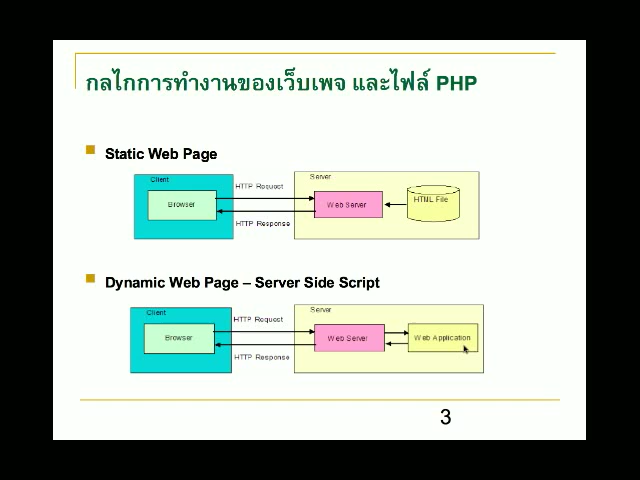 กลไกการทำงานของเว็บเพจ และไฟล์ PHP
Static Web Page
Client
Server
HTTP Request
Browser
Web Server
HTML File
HTTP Response
Dynamic Web Page – Server Side Script
Client
Server
HTTP Request
Browser
Web Server
Web Application
HTTP Response
3